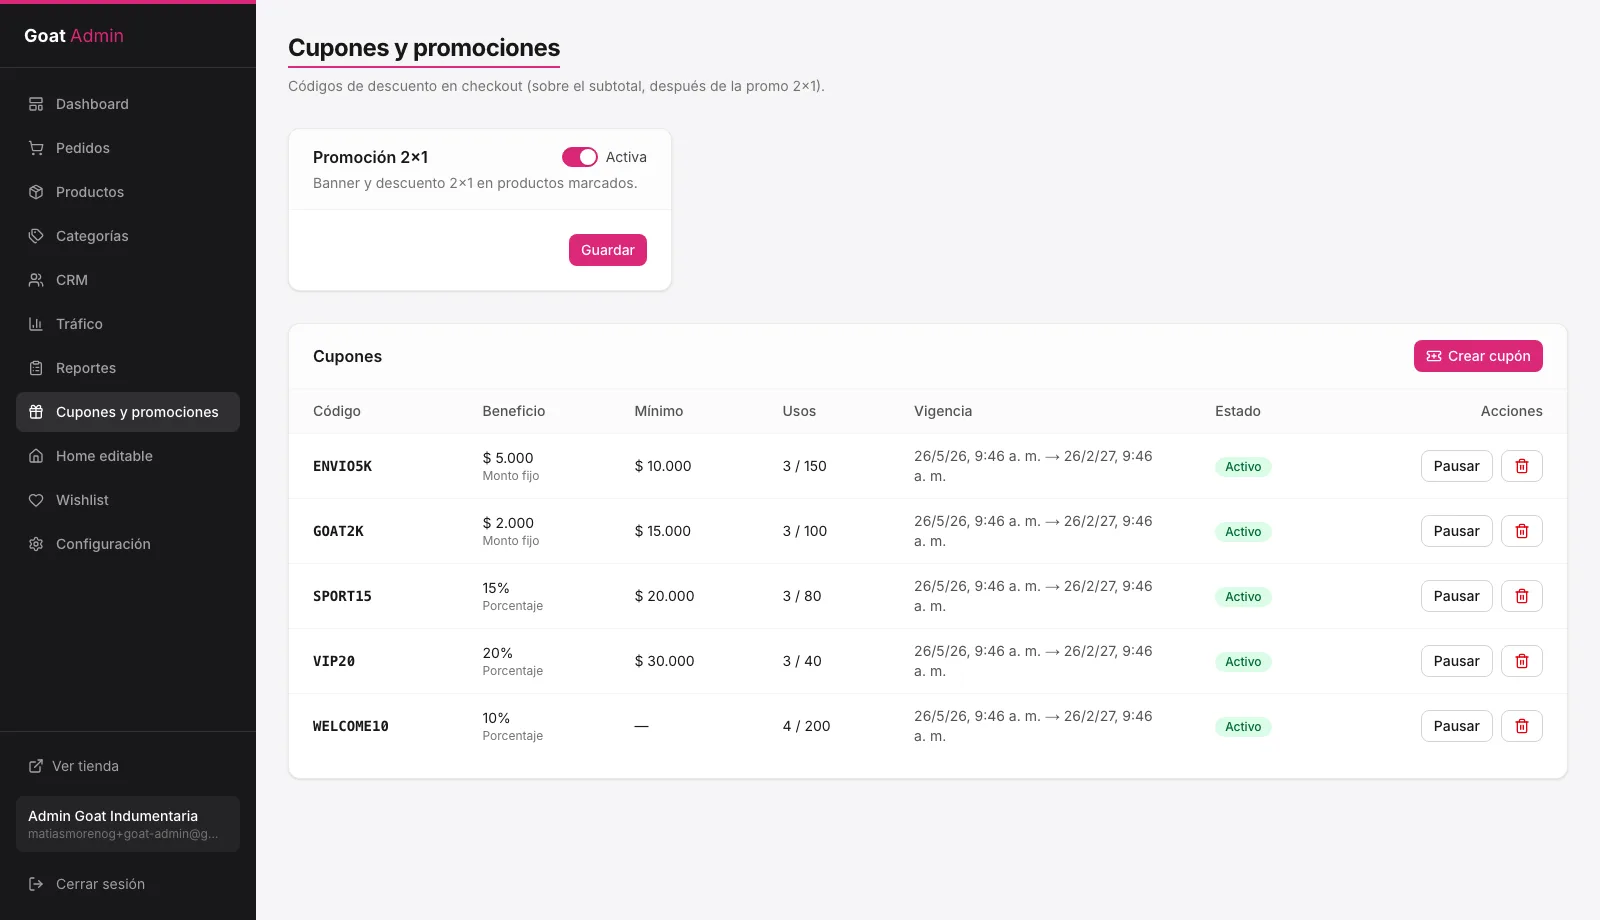 Goat Admin
Dashboard
Pedidos
Productos
Categorías
CRM
Tráfico
Reportes
Cupones y promociones
Home editable
Wishlist
Configuración
Ver tienda
Admin Goat Indumentaria
matiasmorenog+goat-admin@g...
Cerrar sesión
Cupones y promociones
Códigos de descuento en checkout (sobre el subtotal, después de la promo 2×1).
Promoción 2×1
Activa
Banner y descuento 2×1 en productos marcados.
Guardar
Cupones
Crear cupón
Código Beneficio Mínimo Usos Vigencia Estado Acciones
ENVIO5K
$ 5.000
Monto fijo
$ 10.000
3 / 150
26/5/26, 9:46 a. m. → 26/2/27, 9:46
a. m.
Activo
Pausar
GOAT2K
$ 2.000
Monto fijo
$ 15.000
3 / 100
26/5/26, 9:46 a. m. → 26/2/27, 9:46
a. m.
Activo
Pausar
SPORT15
15%
Porcentaje
$ 20.000
3 / 80
26/5/26, 9:46 a. m. → 26/2/27, 9:46
a. m.
Activo
Pausar
VIP20
20%
Porcentaje
$ 30.000
3 / 40
26/5/26, 9:46 a. m. → 26/2/27, 9:46
a. m.
Activo
Pausar
WELCOME10
10%
Porcentaje
—
4 / 200
26/5/26, 9:46 a. m. → 26/2/27, 9:46
a. m.
Activo
Pausar